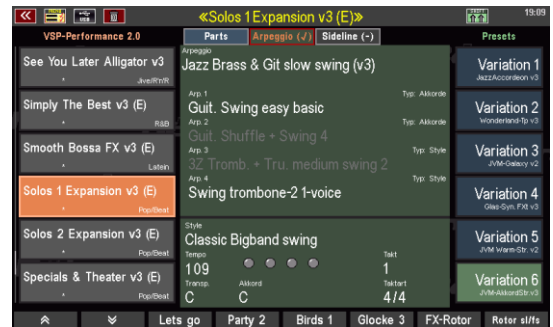 «Solos 1 Expansion v3 (E)»
19:09
VSP-Performance 2.0
Parts
Arpeggio (√)
Sideline (-)
Presets
See You Later Alligator v3
Jive/R'n'R
Simply The Best v3 (E)
R&B
Smooth Bossa FX v3 (E)
Latein
Solos 1 Expansion v3 (E)
Pop/Beat
Solos 2 Expansion v3 (E)
Pop/Beat
Specials & Theater v3 (E)
Pop/Beat
Arpeggio
Jazz Brass & Git slow swing (v3)
Arp. 1
Typ: Akkorde
Guit. Swing easy basic
Arp. 2
Typ: Akkorde
Guit. Shuffle + Swing 4
Arp. 3
Typ: Style
3Z Tromb. + Tru. medium swing 2
Arp. 4
Typ: Style
Swing trombone-2 1-voice
Style
Classic Bigband swing
Tempo
Takt
109
1
Transp.
Akkord
Taktart
C
C
4/4
Variation 1
JazzAccordeon v3
Variation 2
Wonderland-Tp v3
Variation 3
JVM-Galaxy v2
Variation 4
Glas-Syn. FXt v3
Variation 5
JVM Warm-Str. v2
Variation 6
JVM-AkkordStr.v3
Lets go
Party 2
Birds 1
Glocke 3
FX-Rotor
Rotor sl/fs